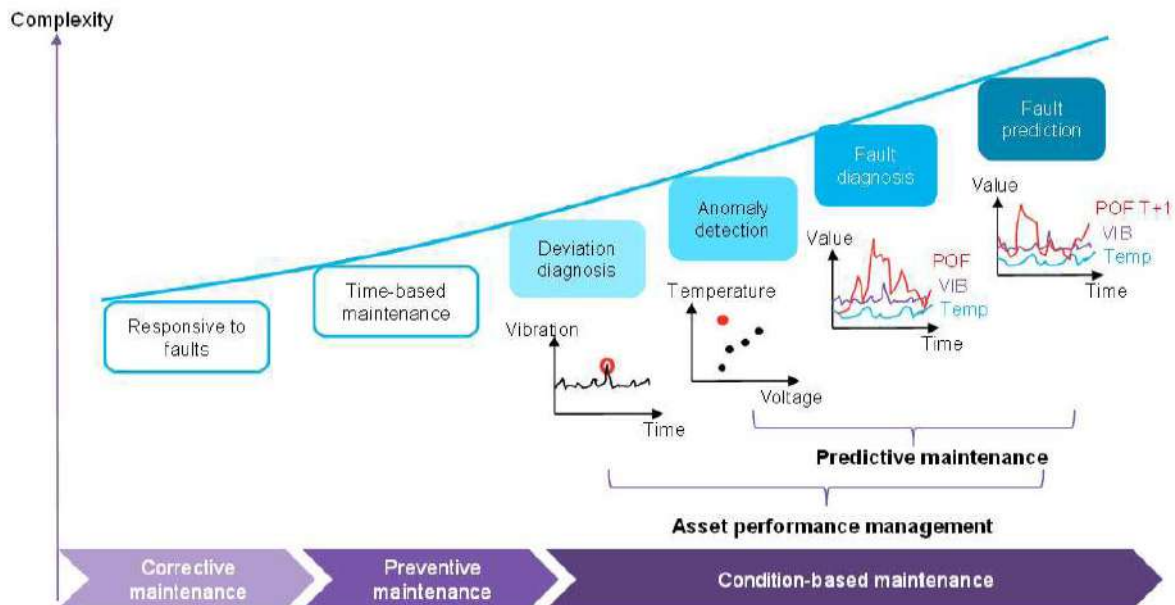 Complexity
Fault
prediction
Fault
diagnosis
Value
POF T+1
VIB
Temp
Time
Anomaly
detection
Value
POF
VIB
Temp
Time
Deviation
diagnosis
Temperature
Voltage
Time-based
maintenance
Vibration
Time
Responsive to
faults
Predictive maintenance
Asset performance management
Corrective
maintenance
Preventive
maintenance
Condition-based maintenance